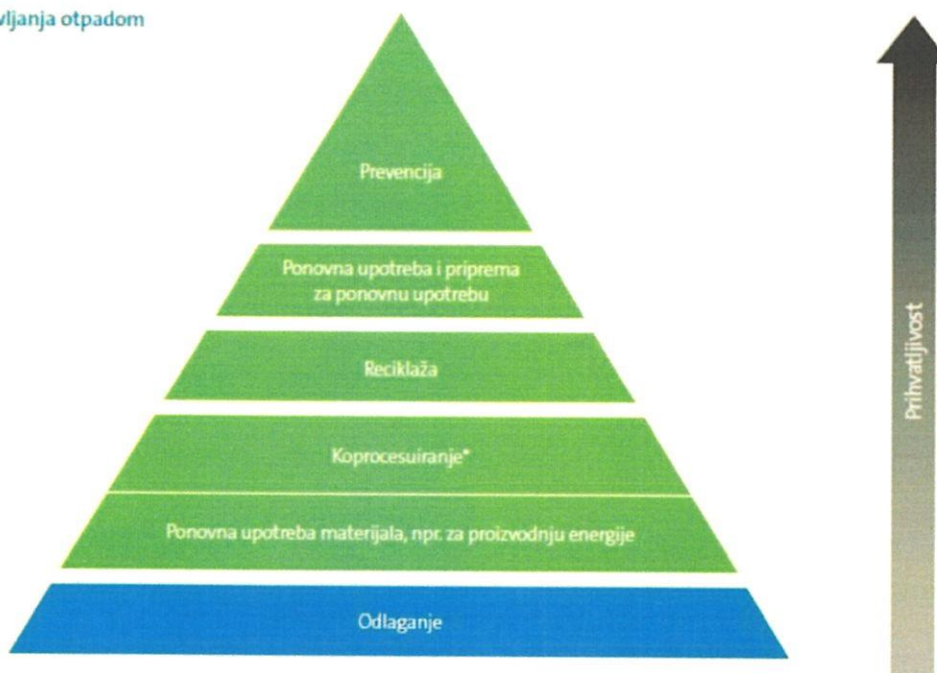 otpadom
Prevencija
Ponovna upotreba i priprema
za ponovnu upotrebu
Reciklaža
Koprocesuiranje*
Ponovna upotreba materijala, npr. za proizvodnju energije
Odlaganje
Prihvatljivost